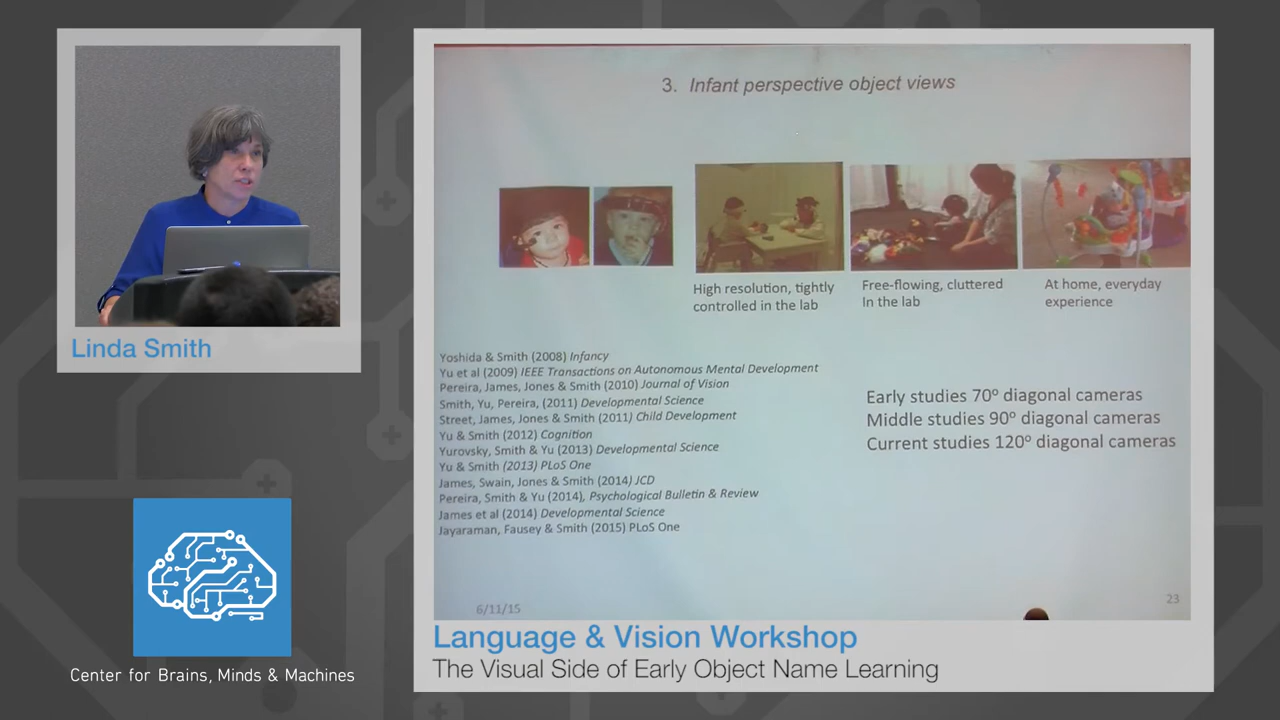 3. Infant perspective object views
High resolution, tightly
controlled in the lab
Free-flowing, cluttered
In the lab
At home, everyday
experience
Linda Smith
Yoshida & Smith (2008) Infancy
Yu et al (2009) IEEE Transactions on Autonomous Mental Development
Pereira, James, Jones & Smith (2010) Journal of Vision
Smith, Yu, Pereira, (2011) Developmental Science
Street, James, Jones & Smith (2011) Child Development
Yu & Smith (2012) Cognition
Yurovsky, Smith & Yu (2013) Developmental Science
Yu & Smith (2013) PLoS One
James, Swain, Jones & Smith (2014) JCD
Pereira, Smith & Yu (2014), Psychological Bulletin & Review
James et al (2014) Developmental Science
Jayaraman, Fausey & Smith (2015) PLoS One
Early studies 70° diagonal cameras
Middle studies 90° diagonal cameras
Current studies 120° diagonal cameras
6/11/15
23
Language & Vision Workshop
The Visual Side of Early Object Name Learning
Center for Brains, Minds & Machines